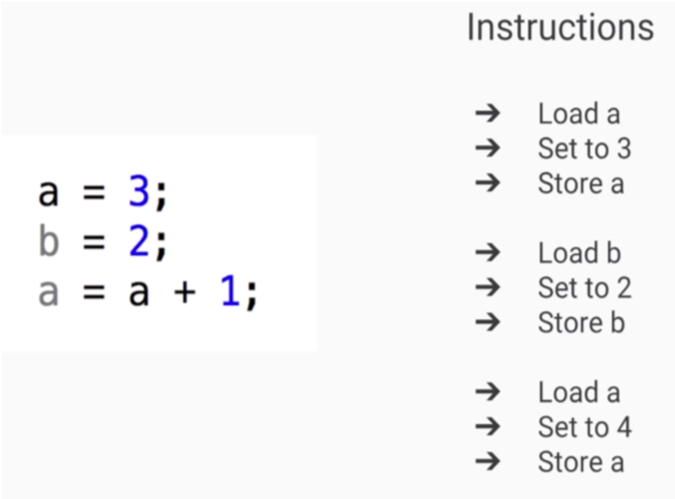 Instructions
a = 3;
b = 2;
a = a + 1;
➔ Load a
➔ Set to 3
➔ Store a
➔ Load b
➔ Set to 2
➔ Store b
➔ Load a
➔ Set to 4
➔ Store a